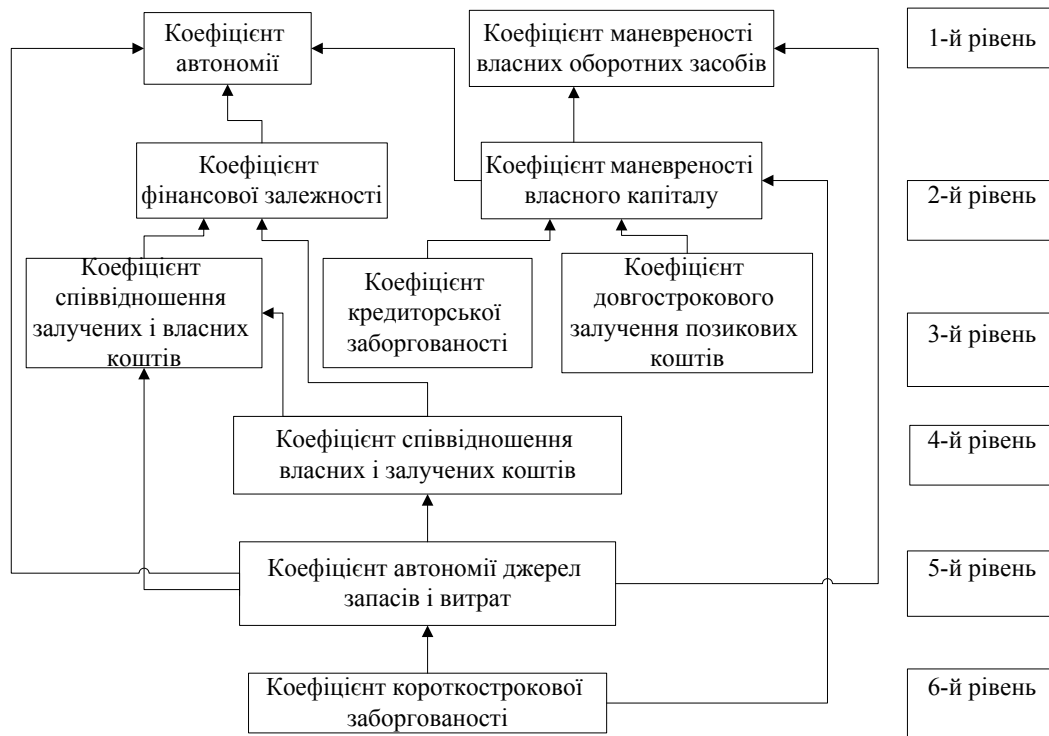 Коефіцієнт
автономії
Коефіцієнт маневреності
власних оборотних засобів
1-й рівень
Коефіцієнт
фінансової залежності
Коефіцієнт маневреності
власного капіталу
2-й рівень
Коефіцієнт
співвідношення
залучених і власних
коштів
Коефіцієнт
кредиторської
заборгованості
Коефіцієнт
довгострокового
залучення позикових
коштів
3-й рівень
Коефіцієнт співвідношення
власних і залучених коштів
4-й рівень
Коефіцієнт автономії джерел
запасів і витрат
5-й рівень
Коефіцієнт короткострокової
заборгованості
6-й рівень